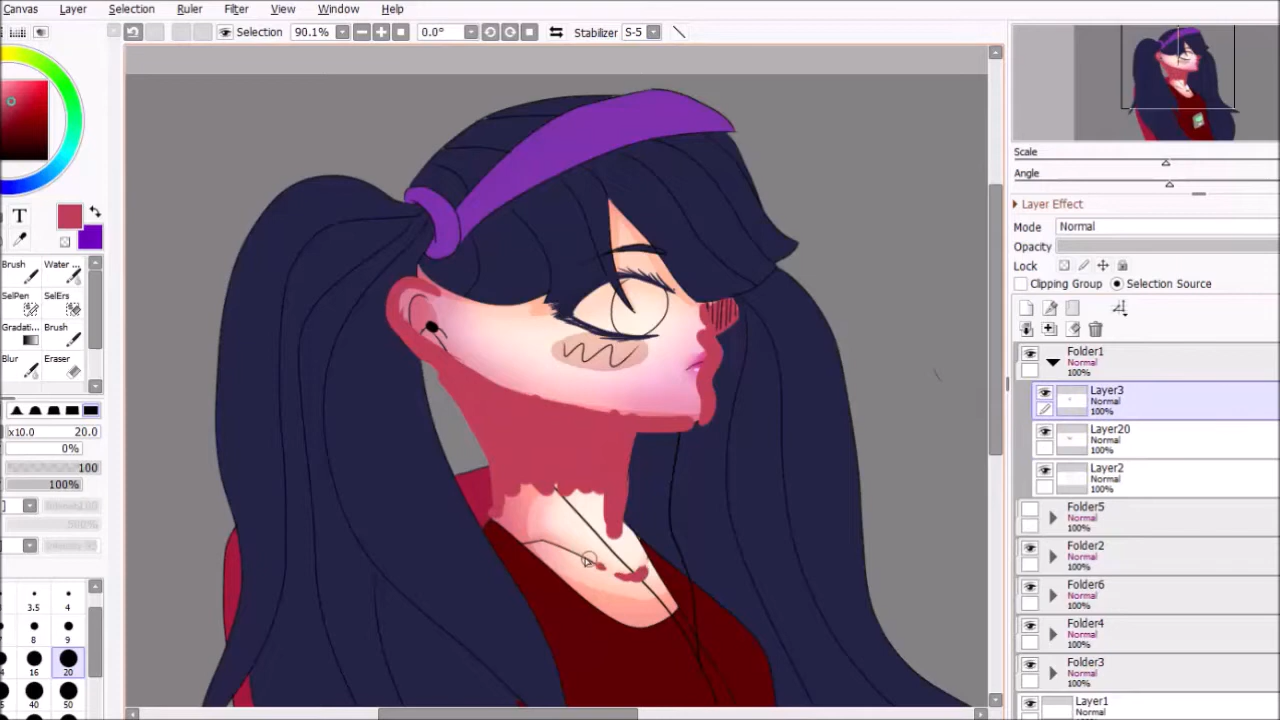 Canvas Layer Selection Ruler Filter View Window Help
Selection 90.1% 0.0° Stabilizer S-5
Scale
Angle
Layer Effect
Mode Normal
Opacity
Lock
Clipping Group Selection Source
T
Brush Water ...
SelPen SelErs
Gradati... Brush
Blur Eraser
x10.0 20.0
0%
100
100%
3.5 4
8 9
16 20
40 50
Folder1
Normal
100%
Layer3
Normal
100%
Layer20
Normal
100%
Layer2
Normal
100%
Folder5
Normal
100%
Folder2
Normal
100%
Folder6
Normal
100%
Folder4
Normal
100%
Folder3
Normal
100%
Layer1
Normal